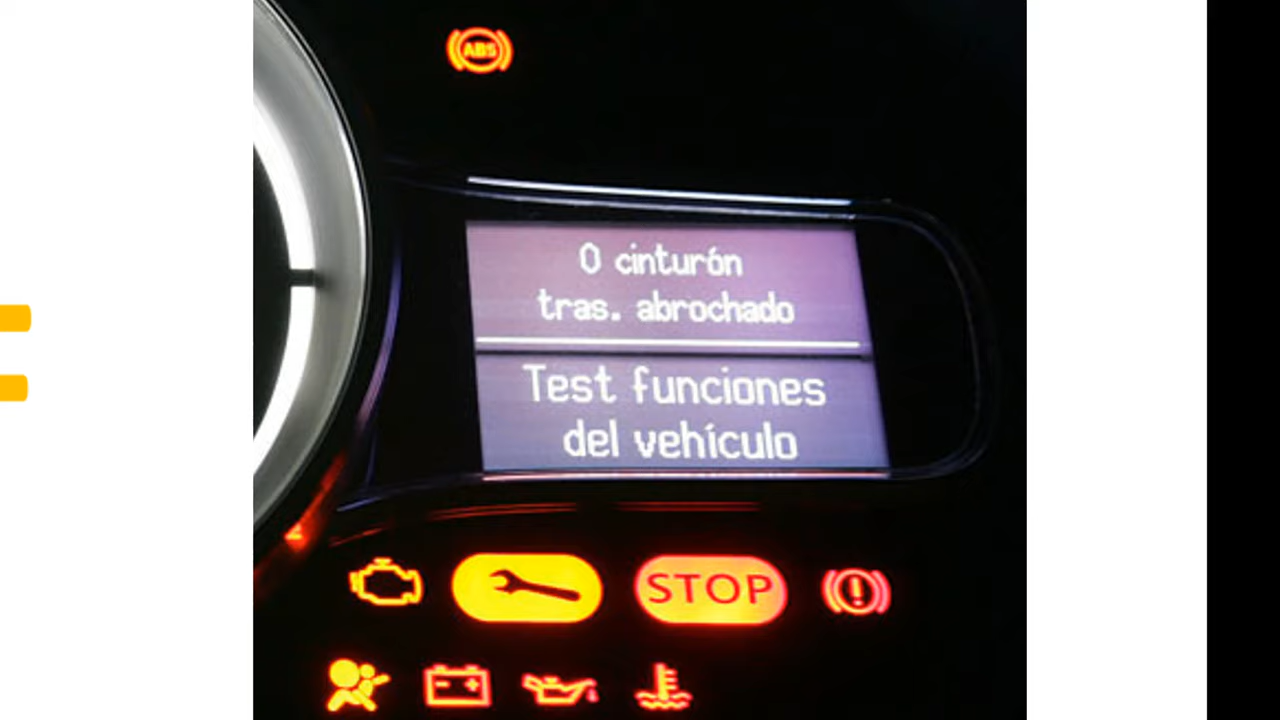 ABS
0 cinturón
tras. abrochado
Test funciones
del vehículo
STOP